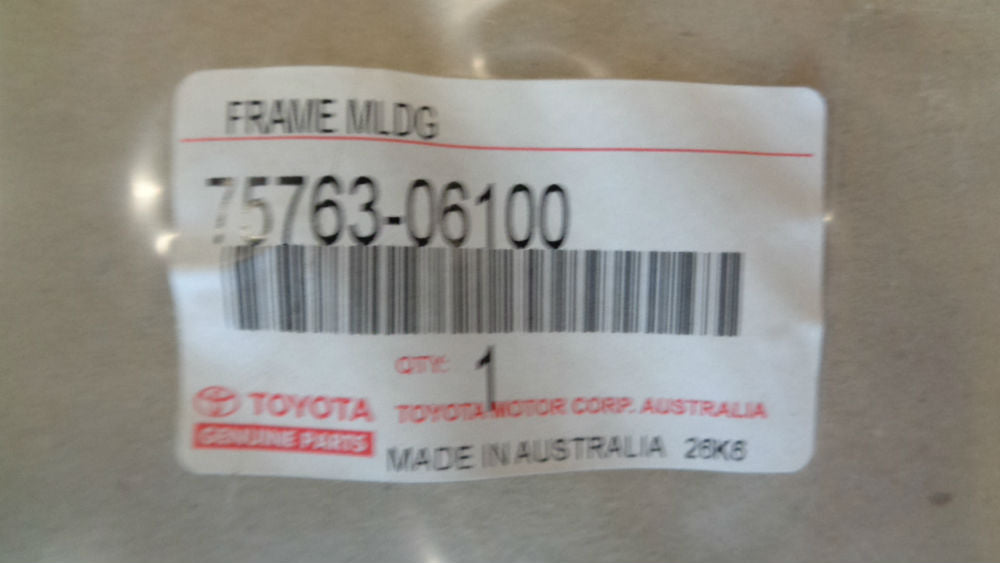 FRAME MLDG
75763-06100
QTY: 1
TOYOTA
GENUINE PARTS
TOYOTA MOTOR CORP. AUSTRALIA
MADE IN AUSTRALIA 26K6